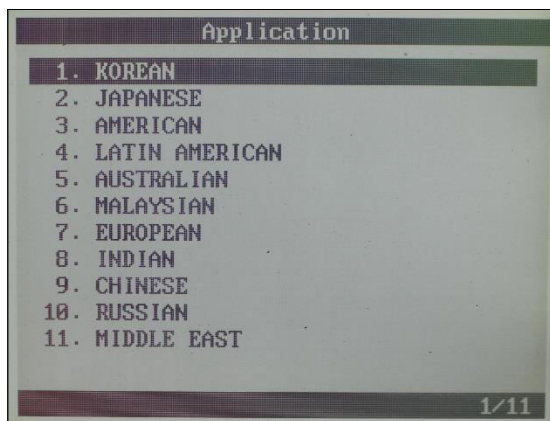 Application
1. KOREAN
2. JAPANESE
3. AMERICAN
4. LATIN AMERICAN
5. AUSTRALIAN
6. MALAYSIAN
7. EUROPEAN
8. INDIAN
9. CHINESE
10. RUSSIAN
11. MIDDLE EAST
1/11